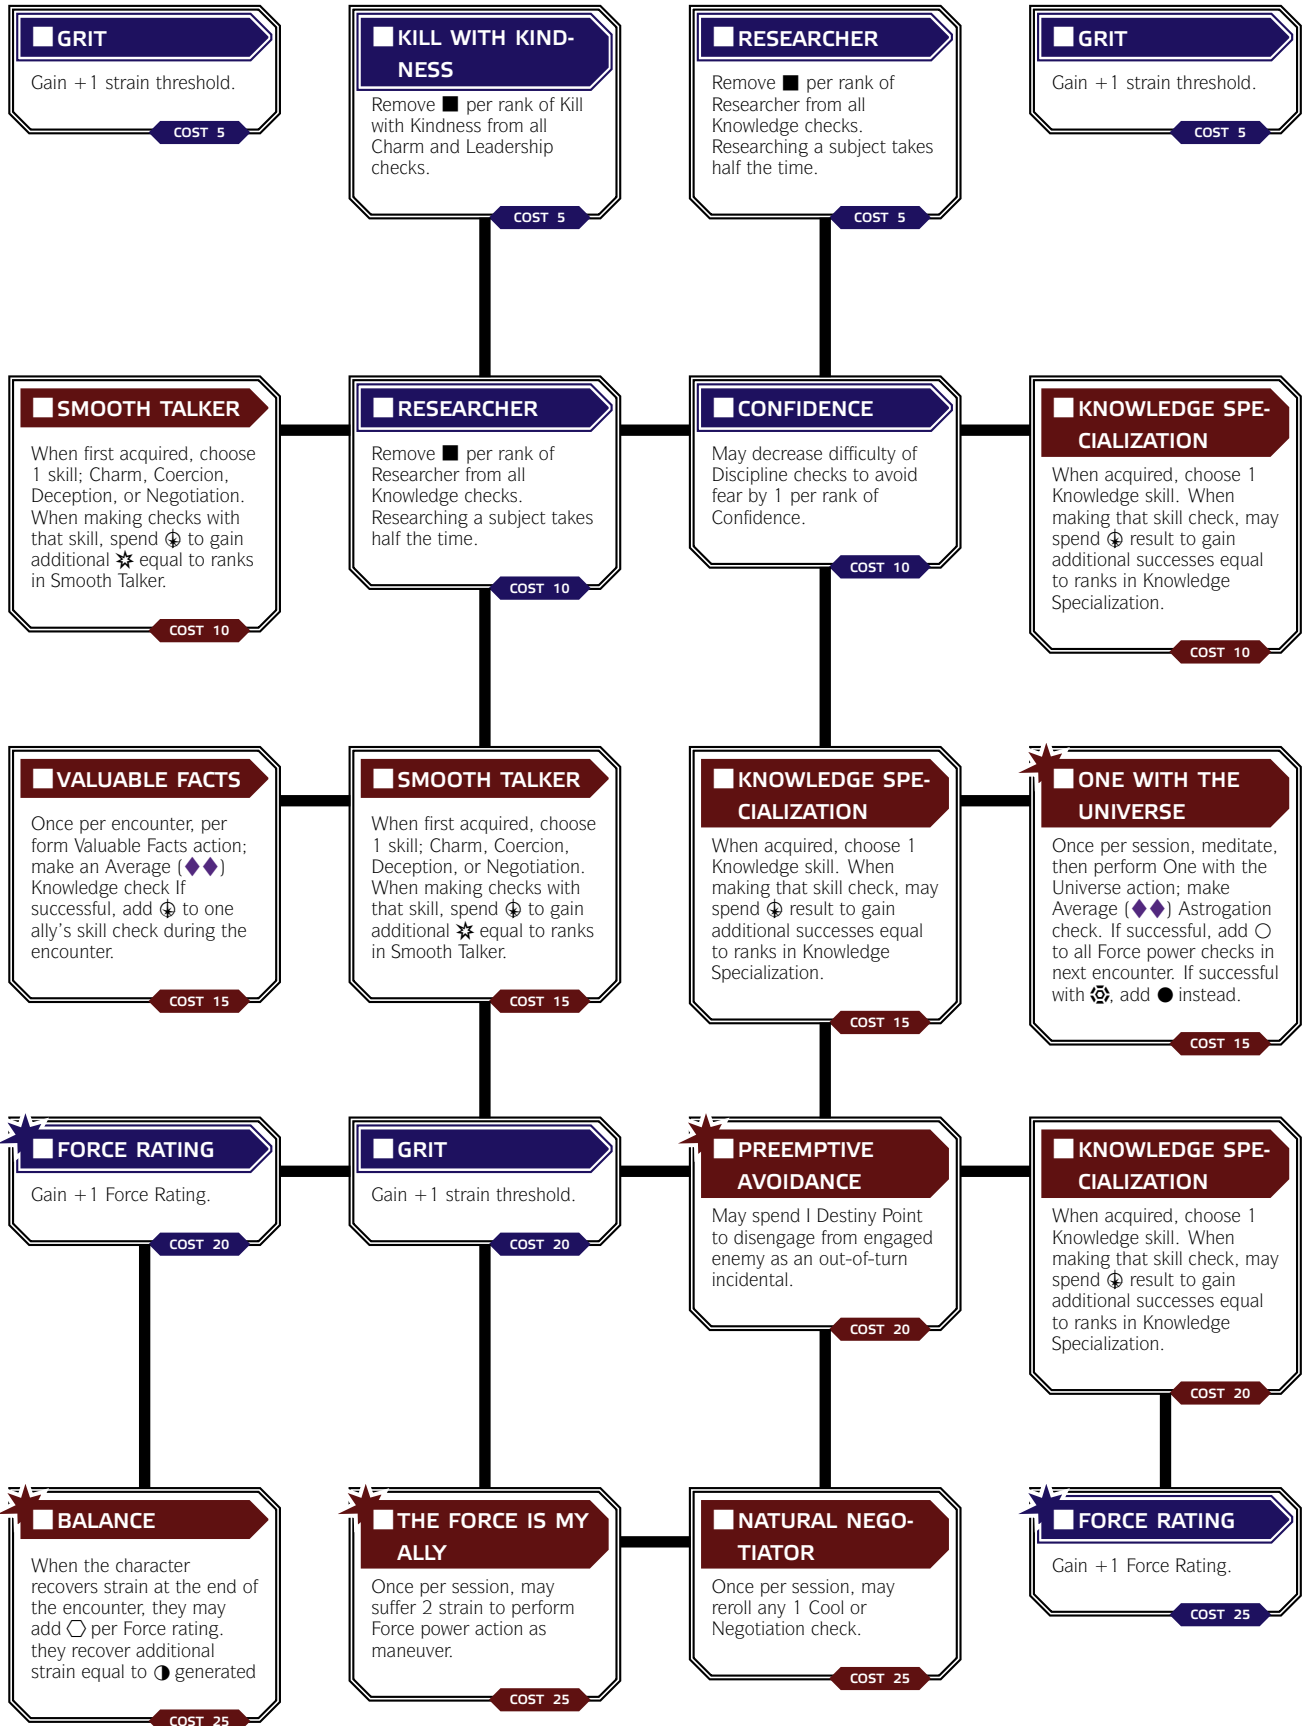 GRIT
Gain +1 strain threshold.
COST 5
KILL WITH KIND-
NESS
Remove ■ per rank of Kill
with Kindness from all
Charm and Leadership
checks.
COST 5
RESEARCHER
Remove ■ per rank of
Researcher from all
Knowledge checks.
Researching a subject takes
half the time.
COST 5
GRIT
Gain +1 strain threshold.
COST 5
SMOOTH TALKER
When first acquired, choose
1 skill; Charm, Coercion,
Deception, or Negotiation.
When making checks with
that skill, spend to gain
additional equal to ranks
in Smooth Talker.
COST 10
RESEARCHER
Remove ■ per rank of
Researcher from all
Knowledge checks.
Researching a subject takes
half the time.
COST 10
CONFIDENCE
May decrease difficulty of
Discipline checks to avoid
fear by 1 per rank of
Confidence.
COST 10
KNOWLEDGE SPE-
CIALIZATION
When acquired, choose 1
Knowledge skill. When
making that skill check, may
spend result to gain
additional successes equal
to ranks in Knowledge
Specialization.
COST 10
VALUABLE FACTS
Once per encounter, per
form Valuable Facts action;
make an Average (◆◆)
Knowledge check If
successful, add to one
ally's skill check during the
encounter.
COST 15
SMOOTH TALKER
When first acquired, choose
1 skill; Charm, Coercion,
Deception, or Negotiation.
When making checks with
that skill, spend to gain
additional equal to ranks
in Smooth Talker.
COST 15
KNOWLEDGE SPE-
CIALIZATION
When acquired, choose 1
Knowledge skill. When
making that skill check, may
spend result to gain
additional successes equal
to ranks in Knowledge
Specialization.
COST 15
ONE WITH THE
UNIVERSE
Once per session, meditate,
then perform One with the
Universe action; make
Average (◆◆) Astrogation
check. If successful, add ○
to all Force power checks in
next encounter. If successful
with , add ● instead.
COST 15
FORCE RATING
Gain +1 Force Rating.
COST 20
GRIT
Gain +1 strain threshold.
COST 20
PREEMPTIVE
AVOIDANCE
May spend I Destiny Point
to disengage from engaged
enemy as an out-of-turn
incidental.
COST 20
KNOWLEDGE SPE-
CIALIZATION
When acquired, choose 1
Knowledge skill. When
making that skill check, may
spend result to gain
additional successes equal
to ranks in Knowledge
Specialization.
COST 20
BALANCE
When the character
recovers strain at the end of
the encounter, they may
add ⬡ per Force rating.
they recover additional
strain equal to ◑ generated
COST 25
THE FORCE IS MY
ALLY
Once per session, may
suffer 2 strain to perform
Force power action as
maneuver.
COST 25
NATURAL NEGO-
TIATOR
Once per session, may
reroll any 1 Cool or
Negotiation check.
COST 25
FORCE RATING
Gain +1 Force Rating.
COST 25